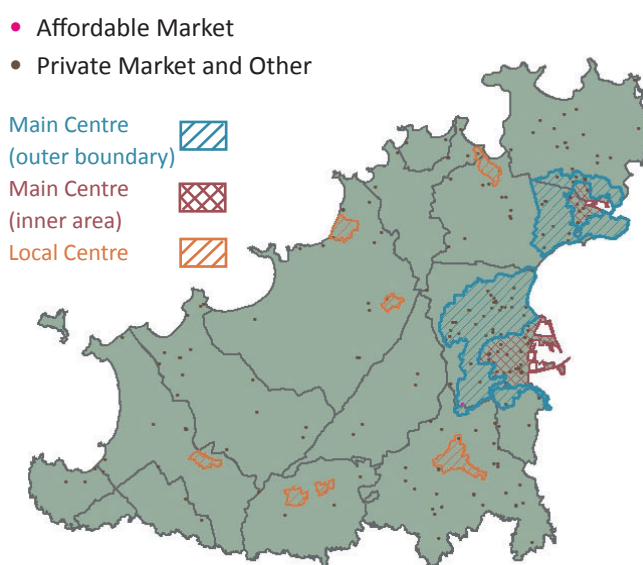 Affordable Market
Private Market and Other
Main Centre
(outer boundary)
Main Centre
(inner area)
Local Centre